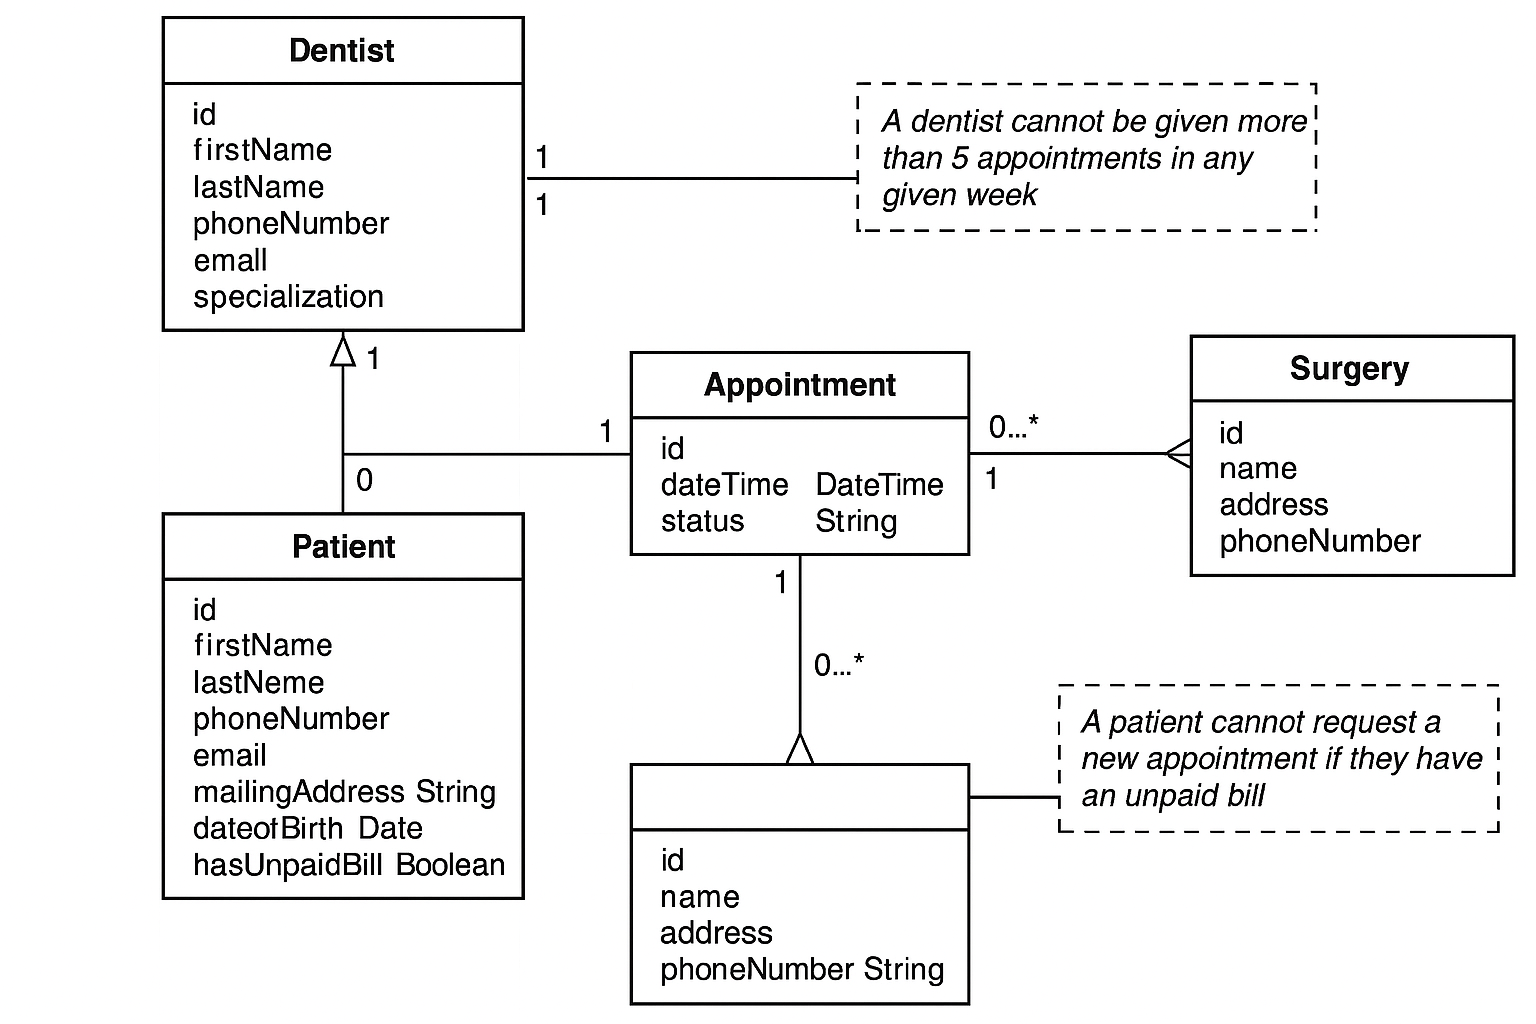 Dentist
id
firstName
lastName
phoneNumber
emall
specialization
1
1
A dentist cannot be given more
than 5 appointments in any
given week
1
1
0
Appointment
id
dateTime DateTime
status String
0...*
1
Surgery
id
name
address
phoneNumber
Patient
id
firstName
lastNeme
phoneNumber
email
mailingAddress String
dateofBirth Date
hasUnpaidBill Boolean
1
0...*
A patient cannot request a
new appointment if they have
an unpaid bill
id
name
address
phoneNumber String